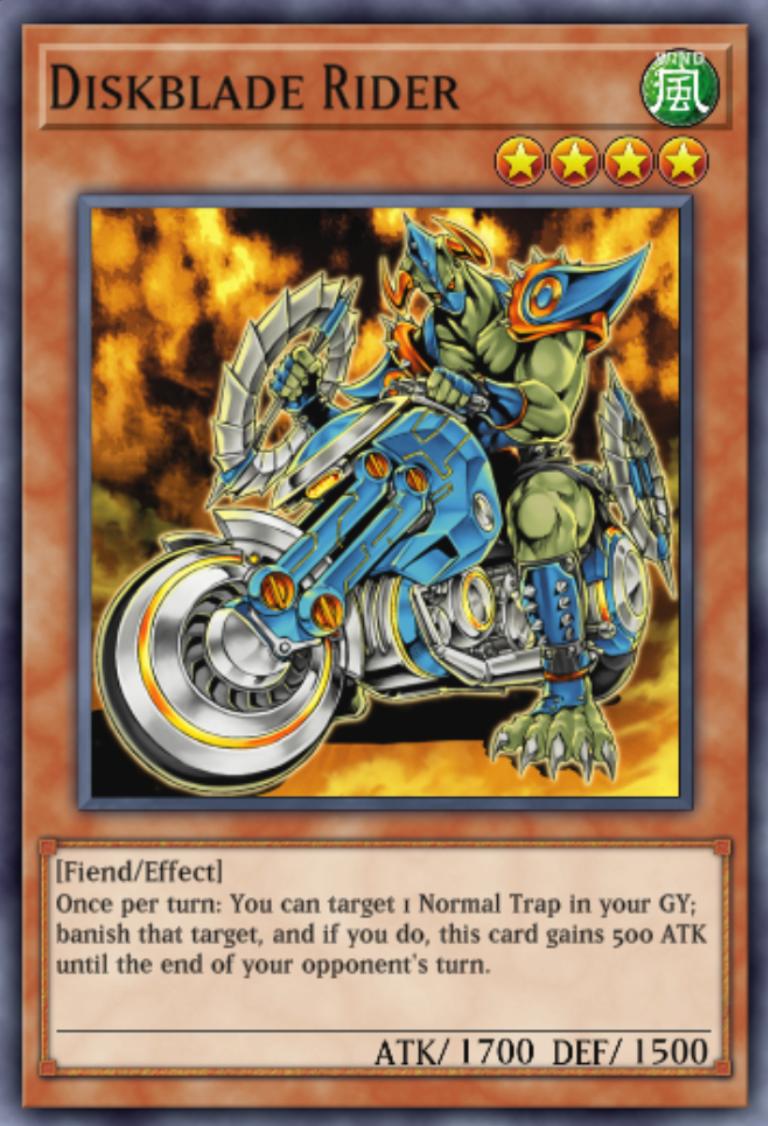 Diskblade Rider
WIND
風
[Fiend/Effect]
Once per turn: You can target 1 Normal Trap in your GY;
banish that target, and if you do, this card gains 500 ATK
until the end of your opponent's turn.
ATK/ 1700 DEF/ 1500